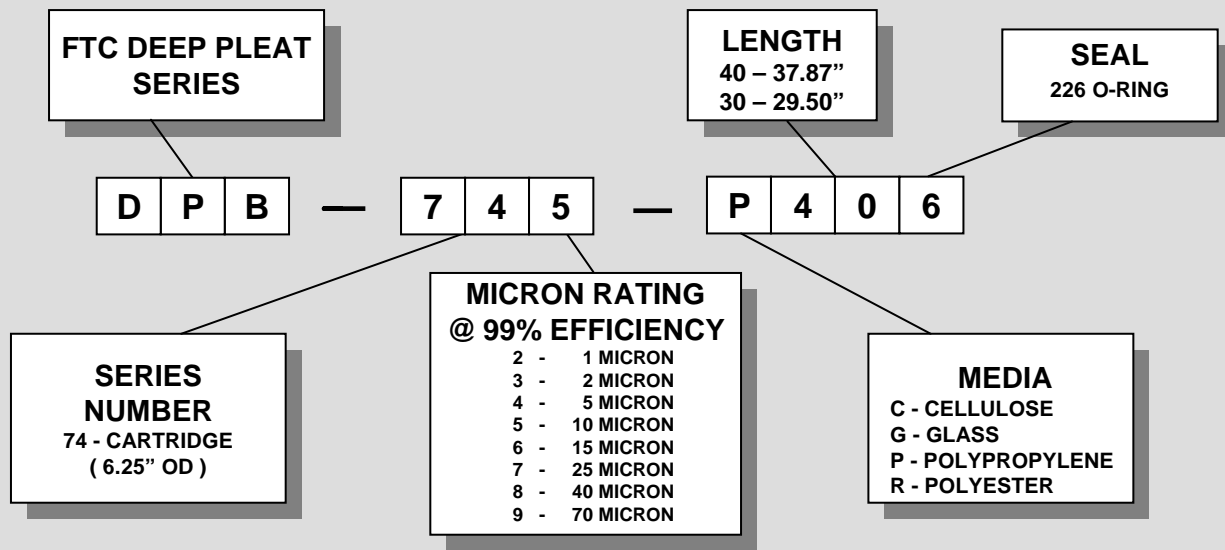 FTC DEEP PLEAT
SERIES
LENGTH
40 – 37.87”
30 – 29.50”
SEAL
226 O-RING
D P B — 7 4 5 — P 4 0 6
SERIES
NUMBER
74 - CARTRIDGE
( 6.25” OD )
MICRON RATING
@ 99% EFFICIENCY
2 - 1 MICRON
3 - 2 MICRON
4 - 5 MICRON
5 - 10 MICRON
6 - 15 MICRON
7 - 25 MICRON
8 - 40 MICRON
9 - 70 MICRON
MEDIA
C - CELLULOSE
G - GLASS
P - POLYPROPYLENE
R - POLYESTER